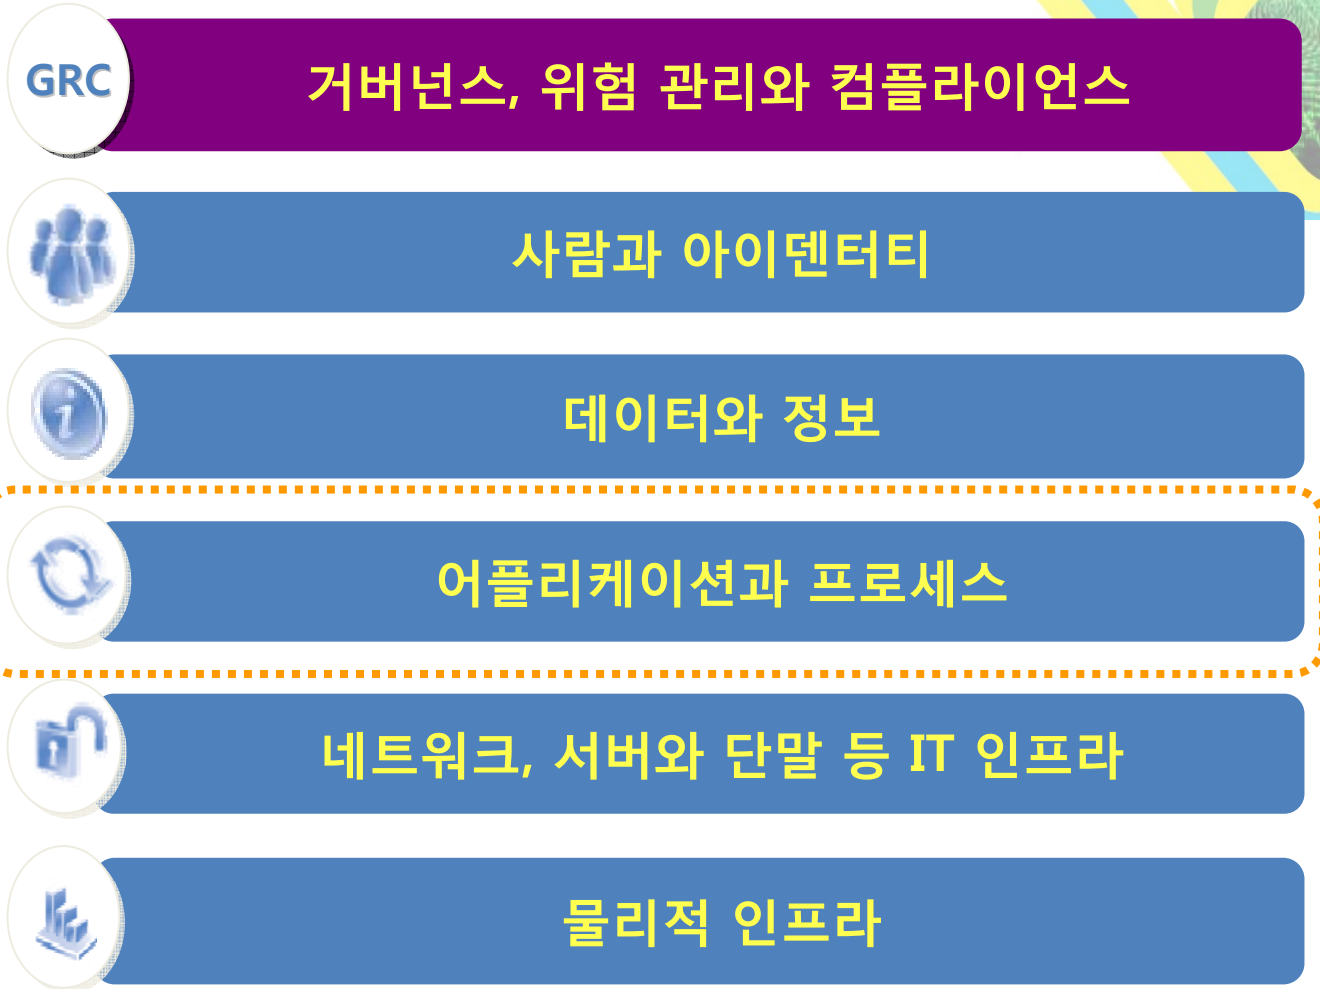 GRC
거버넌스, 위험 관리와 컴플라이언스
사람과 아이덴터티
데이터와 정보
어플리케이션과 프로세스
네트워크, 서버와 단말 등 IT 인프라
물리적 인프라